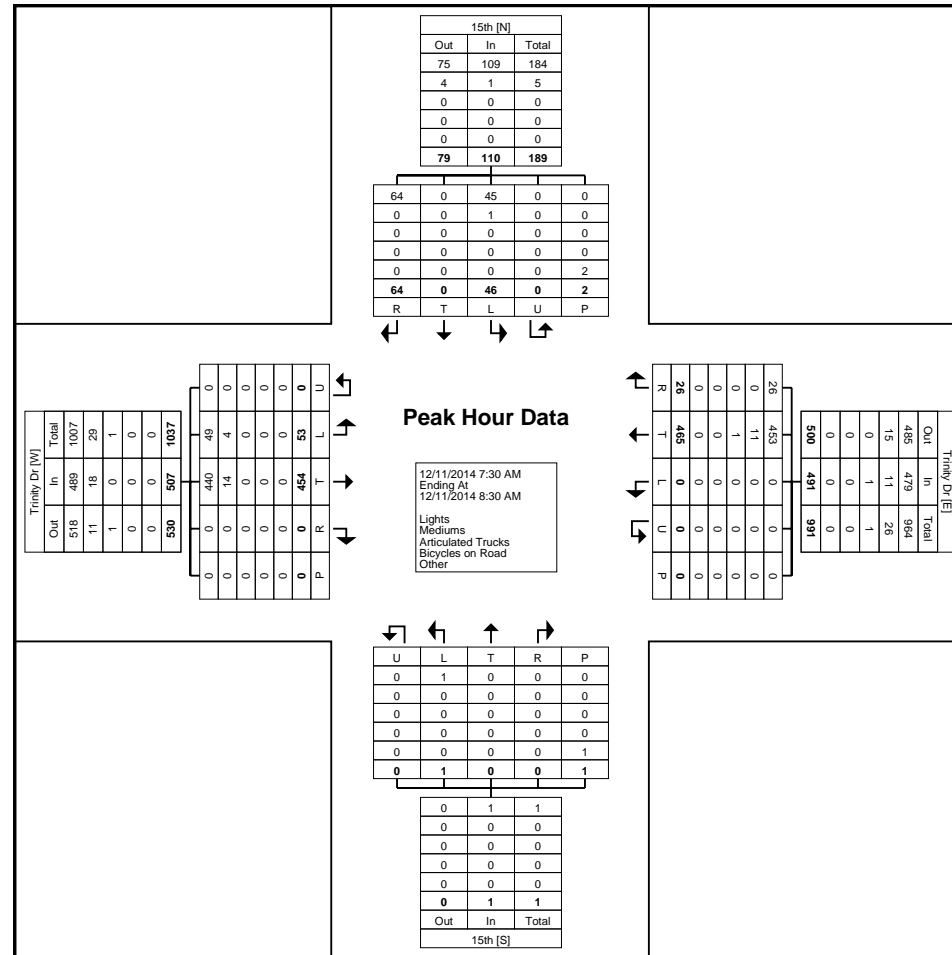 15th [N]
Out In Total
75 109 184
4 1 5
0 0 0
0 0 0
0 0 0
79 110 189
64 0 45 0 0
0 0 1 0 0
0 0 0 0 0
0 0 0 0 0
0 0 0 0 2
64 0 46 0 2
R T L U P
Trinity Dr [W]
Total In Out
1007 489 518
29 18 11
1 0 1
0 0 0
0 0 0
1037 507 530
0 49 440 0 0
0 4 14 0 0
0 0 0 0 0
0 0 0 0 0
0 0 0 0 0
0 53 454 0 0
U L T R P
Peak Hour Data
12/11/2014 7:30 AM
Ending At
12/11/2014 8:30 AM
Lights
Mediums
Articulated Trucks
Bicycles on Road
Other
R T L U P
26 465 0 0 0
0 0 0 0 0
0 0 0 0 0
0 1 0 0 0
0 11 0 0 0
26 453 0 0 0
Trinity Dr [E]
Out In Total
485 479 964
15 11 26
0 1 1
0 0 0
0 0 0
500 491 991
U L T R P
0 1 0 0 0
0 0 0 0 0
0 0 0 0 0
0 0 0 0 0
0 0 0 0 1
0 1 0 0 1
0 1 1
0 0 0
0 0 0
0 0 0
0 0 0
0 1 1
Out In Total
15th [S]